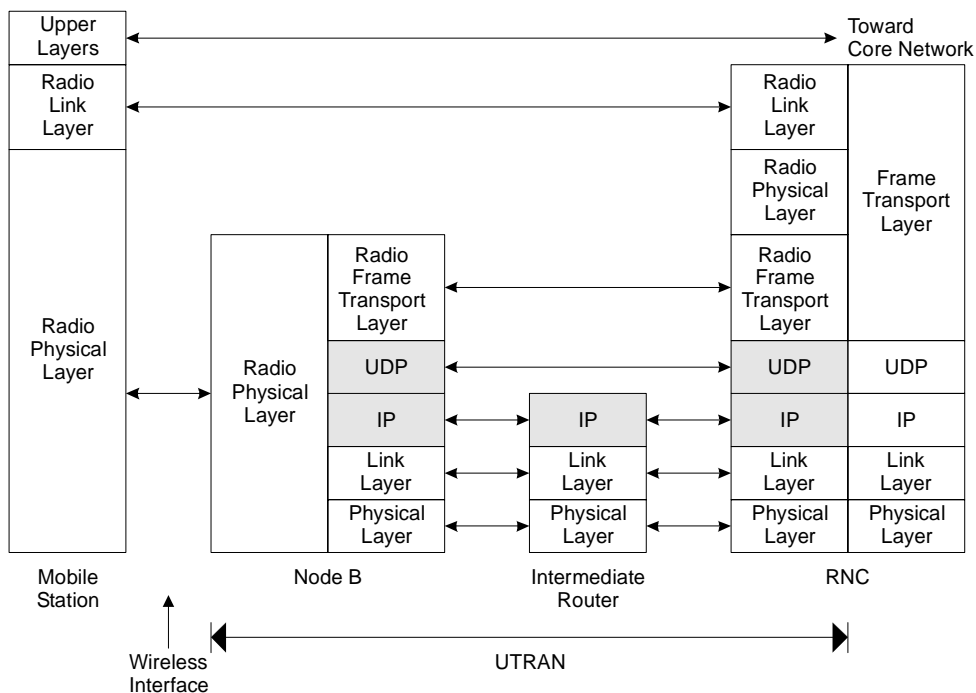 Upper
Layers
Toward
Core Network
Radio
Link
Layer
Radio
Link
Layer
Radio
Physical
Layer
Frame
Transport
Layer
Radio
Frame
Transport
Layer
Radio
Frame
Transport
Layer
Radio
Physical
Layer
Radio
Physical
Layer
UDP
UDP
UDP
IP
IP
IP
IP
Link
Layer
Link
Layer
Link
Layer
Link
Layer
Physical
Layer
Physical
Layer
Physical
Layer
Physical
Layer
Mobile
Station
Node B
Intermediate
Router
RNC
Wireless
Interface
UTRAN